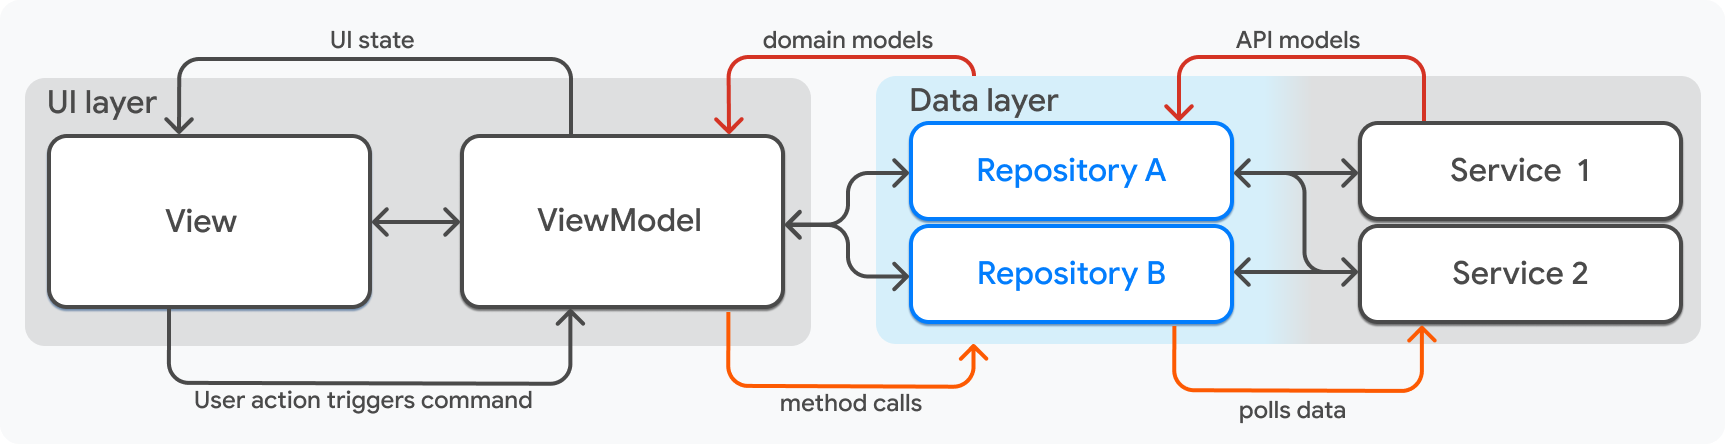 UI state
domain models
API models
UI layer
Data layer
View
ViewModel
Repository A
Repository B
Service 1
Service 2
User action triggers command
method calls
polls data